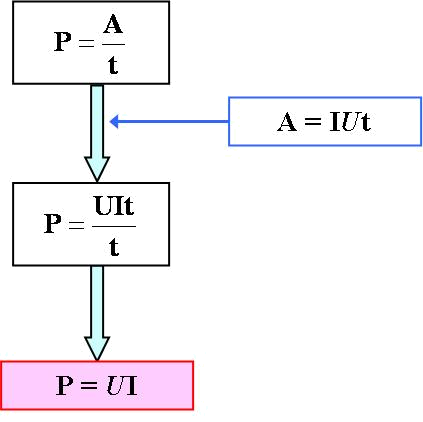 P = A/t
A = IUt
P = UIt/t
P = UI